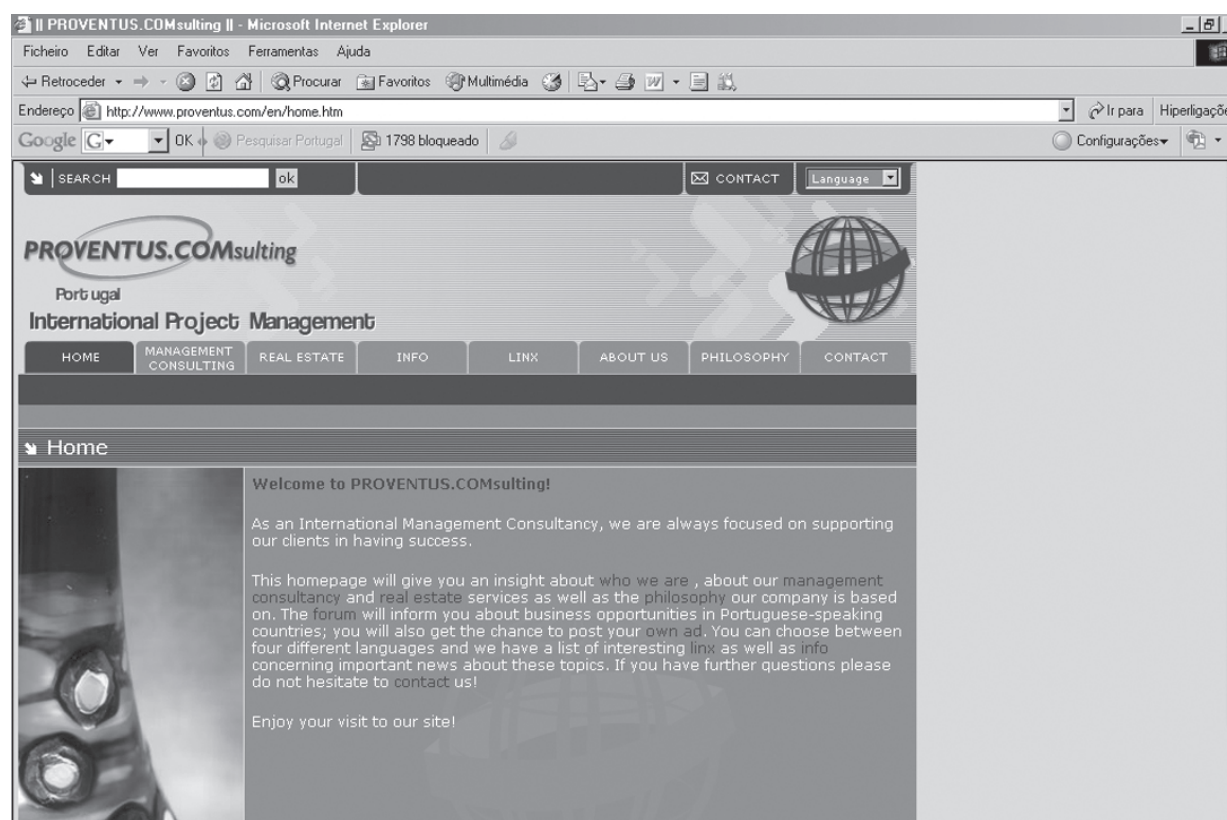 || PROVENTUS.COMsulting || - Microsoft Internet Explorer
Ficheiro Editar Ver Favoritos Ferramentas Ajuda
Retroceder Procurar Favoritos Multimédia
Endereço http://www.proventus.com/en/home.htm Ir para Hiperligaçõe
Google G OK Pesquisar Portugal 1798 bloqueado Configurações
SEARCH ok CONTACT Language
PROVENTUS.COMsulting
Portugal
International Project Management
HOME MANAGEMENT CONSULTING REAL ESTATE INFO LINX ABOUT US PHILOSOPHY CONTACT
Home
Welcome to PROVENTUS.COMsulting!
As an International Management Consultancy, we are always focused on supporting
our clients in having success.
This homepage will give you an insight about who we are , about our management
consultancy and real estate services as well as the philosophy our company is based
on. The forum will inform you about business opportunities in Portuguese-speaking
countries; you will also get the chance to post your own ad. You can choose between
four different languages and we have a list of interesting linx as well as info
concerning important news about these topics. If you have further questions please
do not hesitate to contact us!
Enjoy your visit to our site!